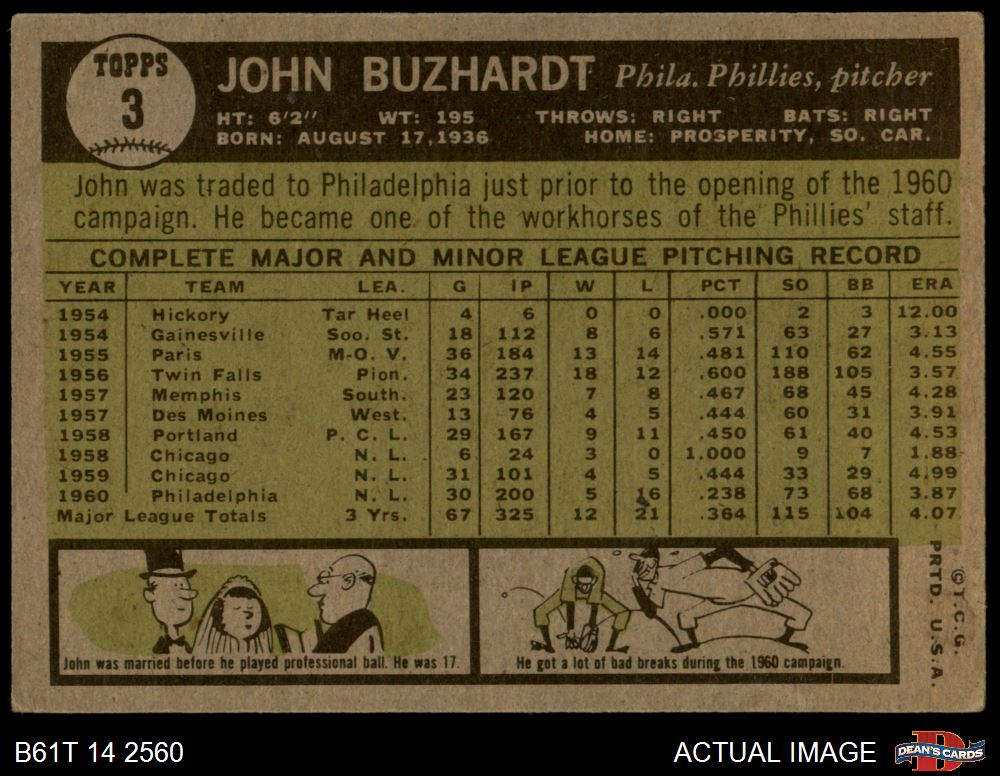 TOPPS
3
JOHN BUZHARDT Phila. Phillies, pitcher
HT: 6'2" WT: 195 THROWS: RIGHT BATS: RIGHT
BORN: AUGUST 17, 1936 HOME: PROSPERITY, SO. CAR.
John was traded to Philadelphia just prior to the opening of the 1960
campaign. He became one of the workhorses of the Phillies' staff.
COMPLETE MAJOR AND MINOR LEAGUE PITCHING RECORD
YEAR TEAM LEA. G IP W L PCT SO BB ERA
1954 Hickory Tar Heel 4 6 0 0 .000 2 3 12.00
1954 Gainesville Soo. St. 18 112 8 6 .571 63 27 3.13
1955 Paris M-O. V. 36 184 13 14 .481 110 62 4.55
1956 Twin Falls Pion. 34 237 18 12 .600 188 105 3.57
1957 Memphis South. 23 120 7 8 .467 68 45 4.28
1957 Des Moines West. 13 76 4 5 .444 60 31 3.91
1958 Portland P. C. L. 29 167 9 11 .450 61 40 4.53
1958 Chicago N. L. 6 24 3 0 1.000 9 7 1.88
1959 Chicago N. L. 31 101 4 5 .444 33 29 4.99
1960 Philadelphia N. L. 30 200 5 16 .238 73 68 3.87
Major League Totals 3 Yrs. 67 325 12 21 .364 115 104 4.07
John was married before he played professional ball. He was 17.
He got a lot of bad breaks during the 1960 campaign.
© T. C. G.
PRTD. U.S.A.
B61T 14 2560
ACTUAL IMAGE
D
DEAN'S CARDS